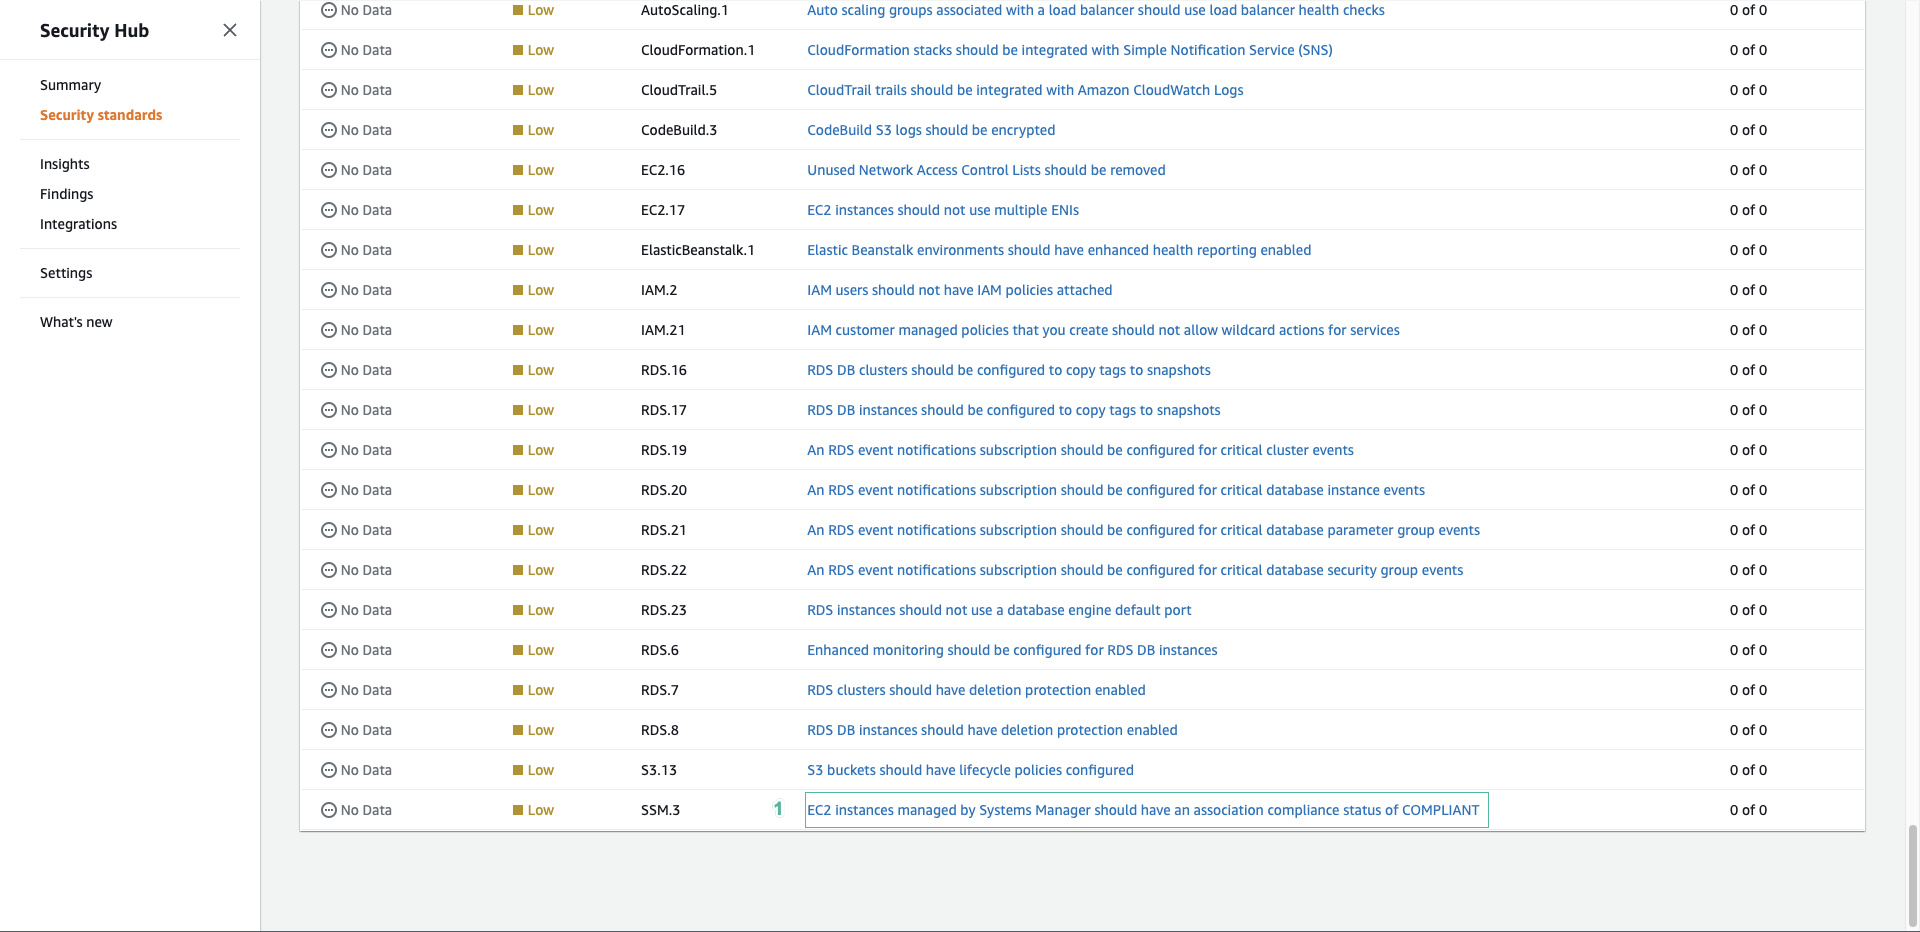 Security Hub
Summary
Security standards
Insights
Findings
Integrations
Settings
What's new
No Data Low AutoScaling.1 Auto scaling groups associated with a load balancer should use load balancer health checks 0 of 0
No Data Low CloudFormation.1 CloudFormation stacks should be integrated with Simple Notification Service (SNS) 0 of 0
No Data Low CloudTrail.5 CloudTrail trails should be integrated with Amazon CloudWatch Logs 0 of 0
No Data Low CodeBuild.3 CodeBuild S3 logs should be encrypted 0 of 0
No Data Low EC2.16 Unused Network Access Control Lists should be removed 0 of 0
No Data Low EC2.17 EC2 instances should not use multiple ENIs 0 of 0
No Data Low ElasticBeanstalk.1 Elastic Beanstalk environments should have enhanced health reporting enabled 0 of 0
No Data Low IAM.2 IAM users should not have IAM policies attached 0 of 0
No Data Low IAM.21 IAM customer managed policies that you create should not allow wildcard actions for services 0 of 0
No Data Low RDS.16 RDS DB clusters should be configured to copy tags to snapshots 0 of 0
No Data Low RDS.17 RDS DB instances should be configured to copy tags to snapshots 0 of 0
No Data Low RDS.19 An RDS event notifications subscription should be configured for critical cluster events 0 of 0
No Data Low RDS.20 An RDS event notifications subscription should be configured for critical database instance events 0 of 0
No Data Low RDS.21 An RDS event notifications subscription should be configured for critical database parameter group events 0 of 0
No Data Low RDS.22 An RDS event notifications subscription should be configured for critical database security group events 0 of 0
No Data Low RDS.23 RDS instances should not use a database engine default port 0 of 0
No Data Low RDS.6 Enhanced monitoring should be configured for RDS DB instances 0 of 0
No Data Low RDS.7 RDS clusters should have deletion protection enabled 0 of 0
No Data Low RDS.8 RDS DB instances should have deletion protection enabled 0 of 0
No Data Low S3.13 S3 buckets should have lifecycle policies configured 0 of 0
No Data Low SSM.3 1 EC2 instances managed by Systems Manager should have an association compliance status of COMPLIANT 0 of 0